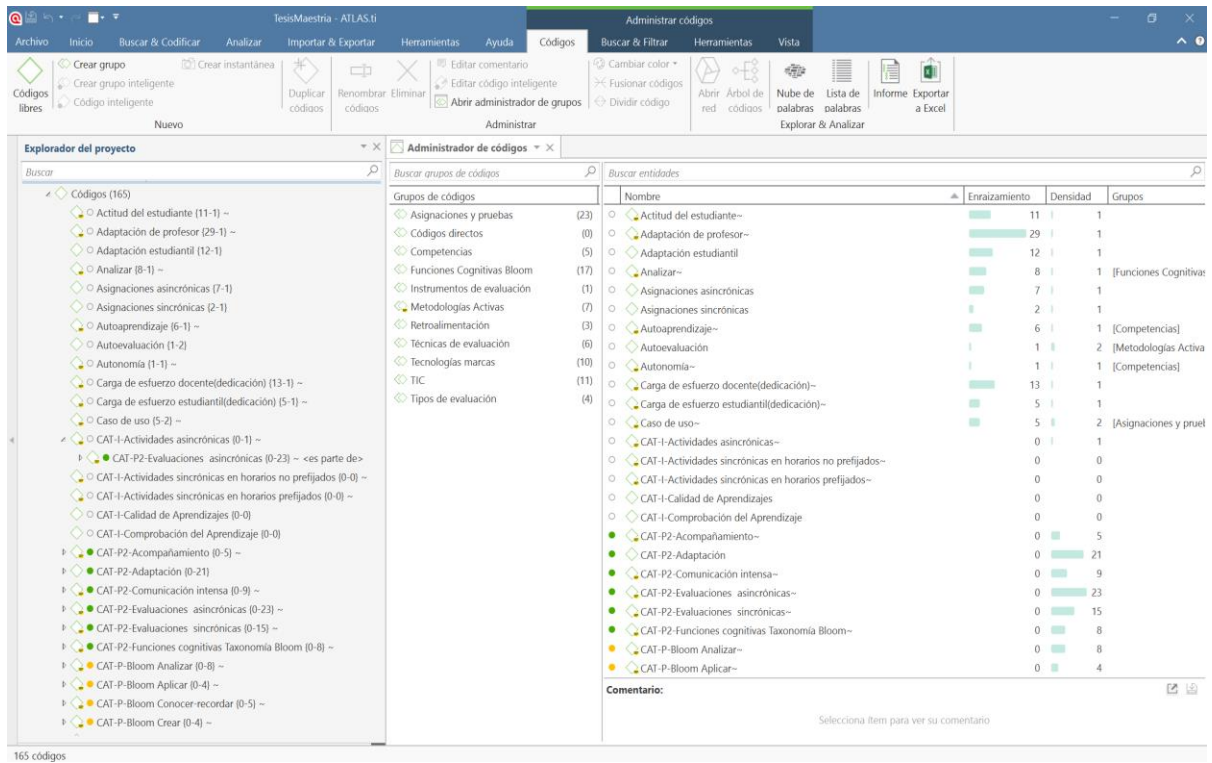 TesisMaestria - ATLAS.ti
Administrar códigos
Archivo Inicio Buscar & Codificar Analizar Importar & Exportar Herramientas Ayuda Códigos Buscar & Filtrar Herramientas Vista
Códigos libres
Crear grupo
Crear grupo inteligente
Código inteligente
Crear instantánea
Nuevo
Duplicar códigos
Renombrar códigos
Eliminar
Editar comentario
Editar código inteligente
Abrir administrador de grupos
Administrar
Cambiar color
Fusionar códigos
Dividir código
Abrir red
Árbol de códigos
Nube de palabras
Lista de palabras
Informe
Exportar a Excel
Explorar & Analizar
Explorador del proyecto
Buscar
Códigos (165)
Actitud del estudiante {11-1} ~
Adaptación de profesor {29-1} ~
Adaptación estudiantil {12-1}
Analizar {8-1} ~
Asignaciones asincrónicas {7-1}
Asignaciones sincrónicas {2-1}
Autoaprendizaje {6-1} ~
Autoevaluación {1-2}
Autonomía {1-1} ~
Carga de esfuerzo docente(dedicación) {13-1} ~
Carga de esfuerzo estudiantil(dedicación) {5-1} ~
Caso de uso {5-2} ~
CAT-I-Actividades asincrónicas {0-1} ~
CAT-P2-Evaluaciones asincrónicas {0-23} ~ <es parte de>
CAT-I-Actividades sincrónicas en horarios no prefijados {0-0} ~
CAT-I-Actividades sincrónicas en horarios prefijados {0-0} ~
CAT-I-Calidad de Aprendizajes {0-0}
CAT-I-Comprobación del Aprendizaje {0-0}
CAT-P2-Acompañamiento {0-5} ~
CAT-P2-Adaptación {0-21}
CAT-P2-Comunicación intensa {0-9} ~
CAT-P2-Evaluaciones asincrónicas {0-23} ~
CAT-P2-Evaluaciones sincrónicas {0-15} ~
CAT-P2-Funciones cognitivas Taxonomía Bloom {0-8} ~
CAT-P-Bloom Analizar {0-8} ~
CAT-P-Bloom Aplicar {0-4} ~
CAT-P-Bloom Conocer-recordar {0-5} ~
CAT-P-Bloom Crear {0-4} ~
Administrador de códigos
Buscar grupos de códigos
Grupos de códigos
Asignaciones y pruebas (23)
Códigos directos (0)
Competencias (5)
Funciones Cognitivas Bloom (17)
Instrumentos de evaluación (1)
Metodologías Activas (7)
Retroalimentación (3)
Técnicas de evaluación (6)
Tecnologías marcas (10)
TIC (11)
Tipos de evaluación (4)
Buscar entidades
Nombre Enraizamiento Densidad Grupos
Actitud del estudiante~ 11 1
Adaptación de profesor~ 29 1
Adaptación estudiantil 12 1
Analizar~ 8 1 [Funciones Cognitivas
Asignaciones asincrónicas 7 1
Asignaciones sincrónicas 2 1
Autoaprendizaje~ 6 1 [Competencias]
Autoevaluación 1 2 [Metodologías Activa
Autonomía~ 1 1 [Competencias]
Carga de esfuerzo docente(dedicación)~ 13 1
Carga de esfuerzo estudiantil(dedicación)~ 5 1
Caso de uso~ 5 2 [Asignaciones y pruel
CAT-I-Actividades asincrónicas~ 0 1
CAT-I-Actividades sincrónicas en horarios no prefijados~ 0 0
CAT-I-Actividades sincrónicas en horarios prefijados~ 0 0
CAT-I-Calidad de Aprendizajes 0 0
CAT-I-Comprobación del Aprendizaje 0 0
CAT-P2-Acompañamiento~ 0 5
CAT-P2-Adaptación 0 21
CAT-P2-Comunicación intensa~ 0 9
CAT-P2-Evaluaciones asincrónicas~ 0 23
CAT-P2-Evaluaciones sincrónicas~ 0 15
CAT-P2-Funciones cognitivas Taxonomía Bloom~ 0 8
CAT-P-Bloom Analizar~ 0 8
CAT-P-Bloom Aplicar~ 0 4
Comentario:
Selecciona ítem para ver su comentario
165 códigos